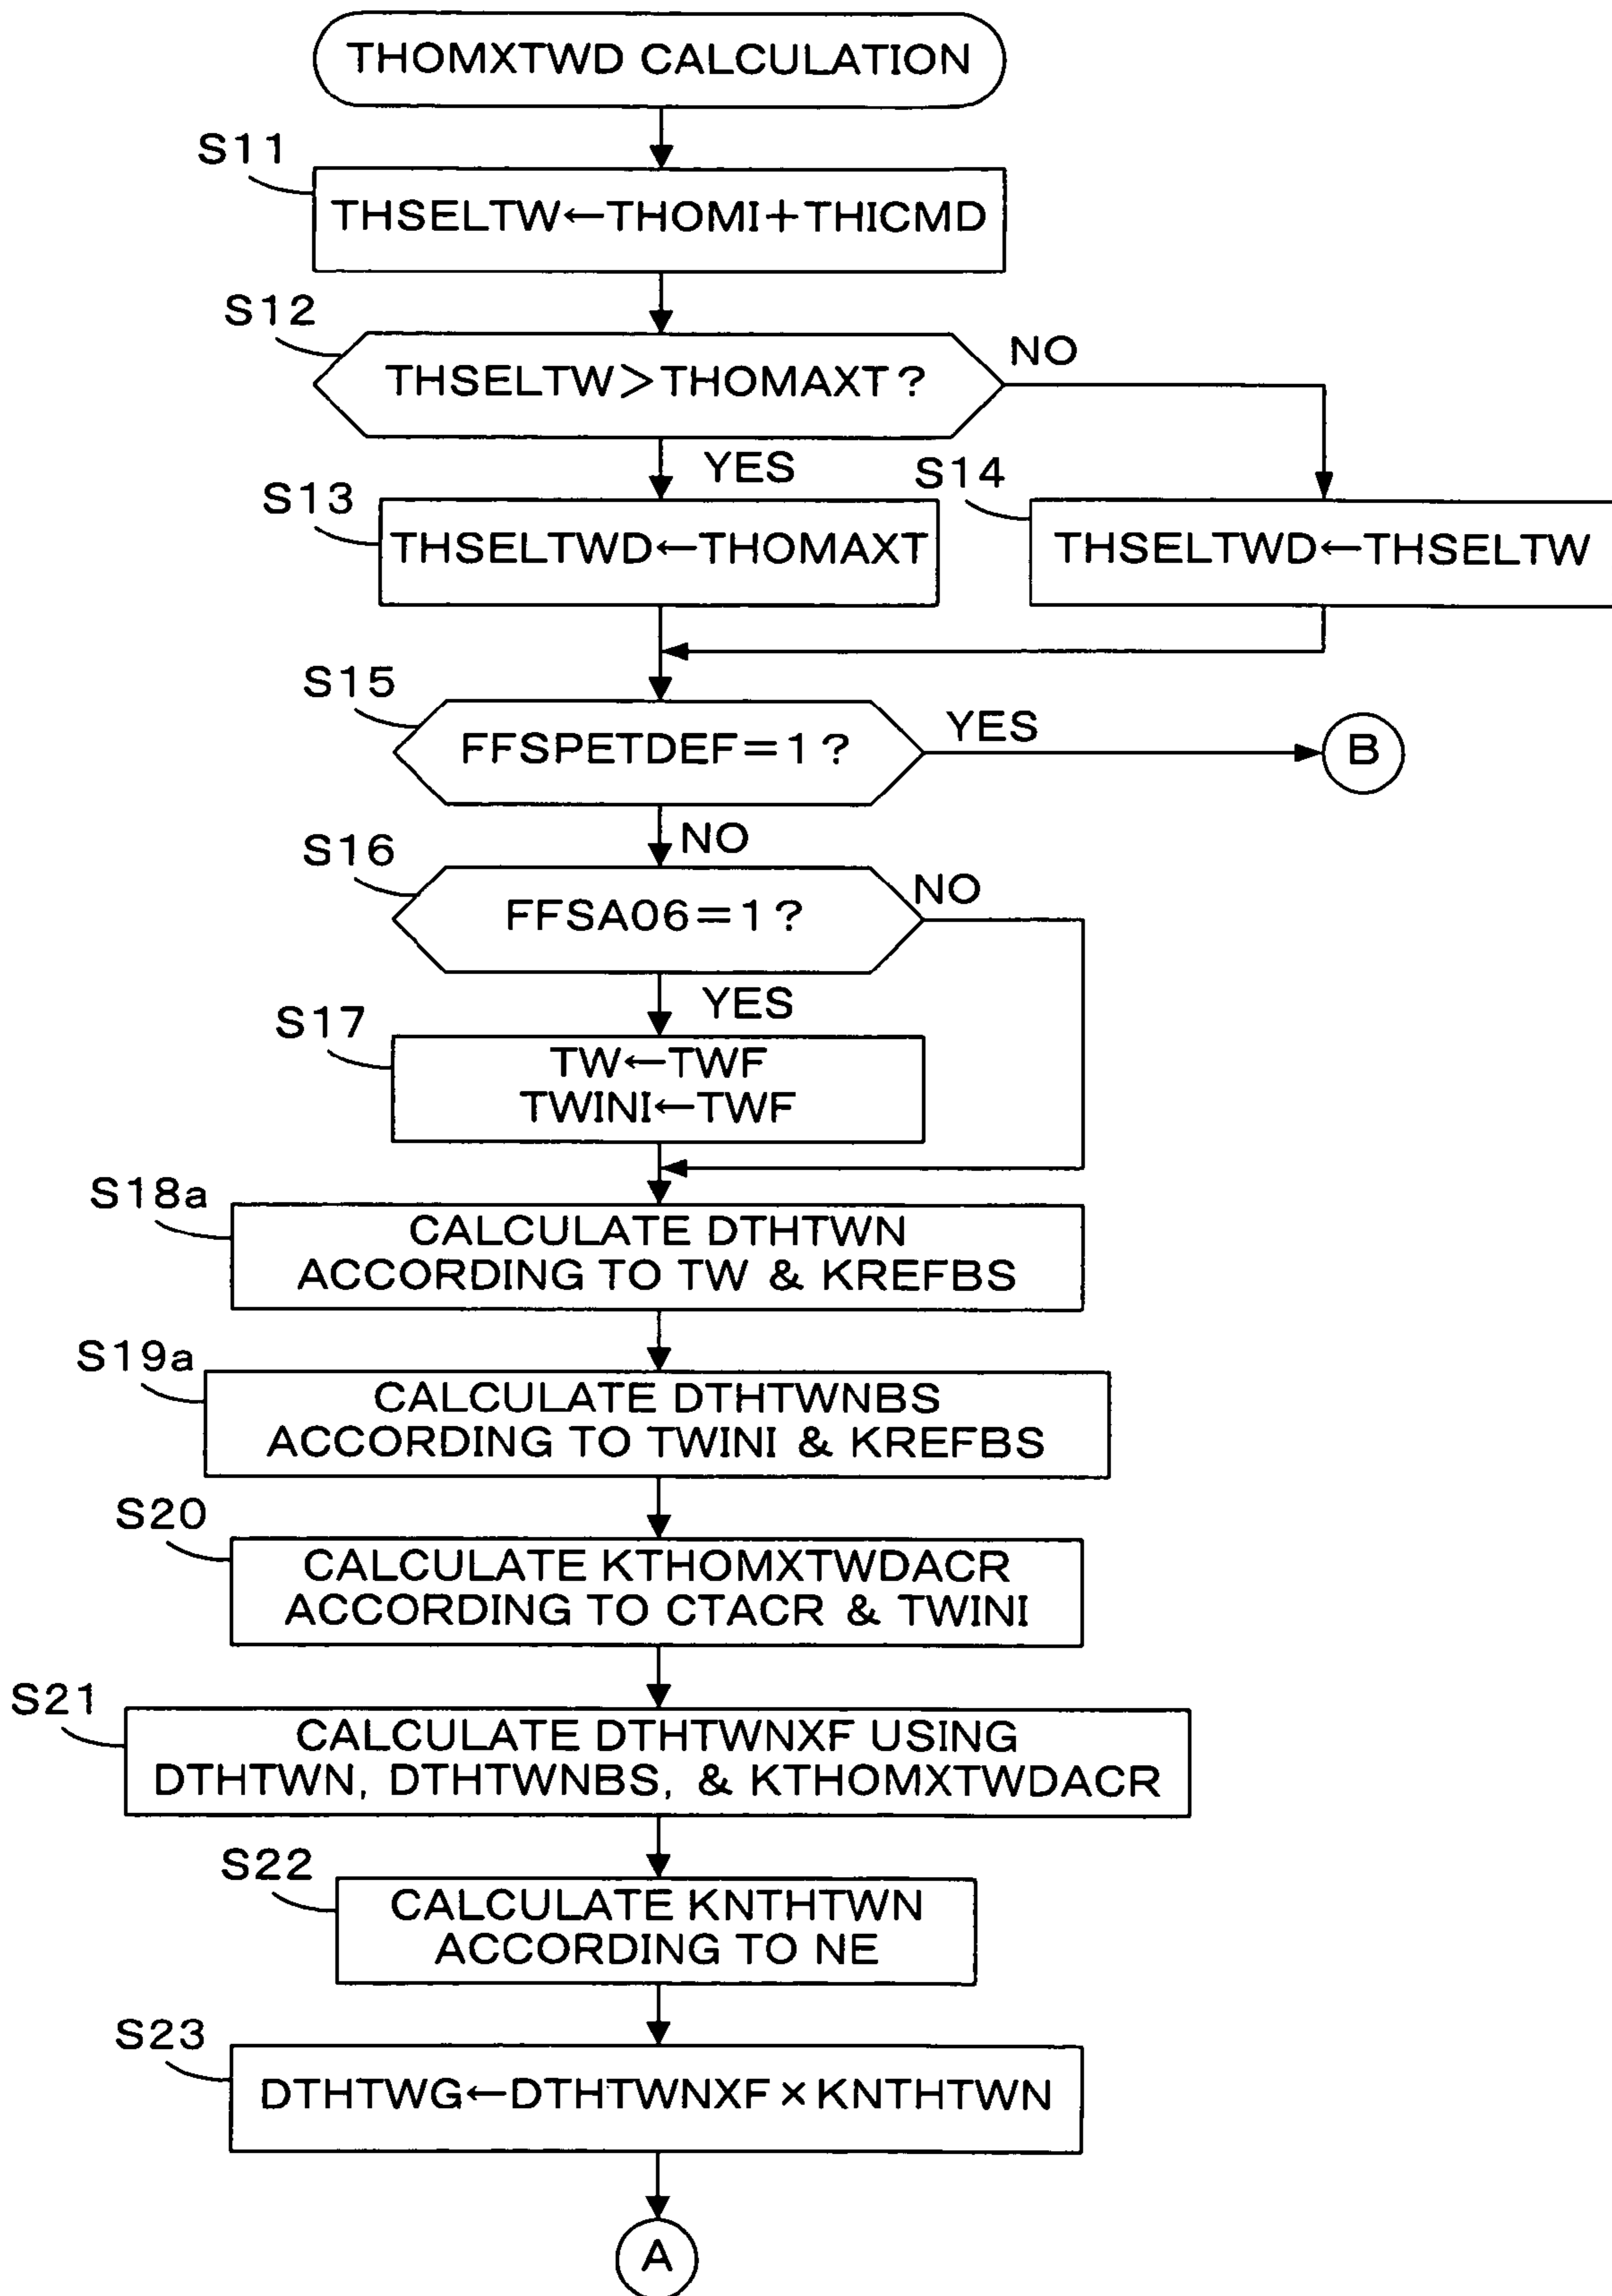 THOMXTWD CALCULATION
S11
THSELTW←THOMI+THICMD
S12
THSELTW>THOMAXT?
NO
YES
S13
THSELTWD←THOMAXT
S14
THSELTWD←THSELTW
S15
FFSPETDEF=1?
YES
B
NO
S16
FFSA06=1?
NO
YES
S17
TW←TWF
TWINI←TWF
S18a
CALCULATE DTHTWN
ACCORDING TO TW & KREFBS
S19a
CALCULATE DTHTWNBS
ACCORDING TO TWINI & KREFBS
S20
CALCULATE KTHOMXTWDACR
ACCORDING TO CTACR & TWINI
S21
CALCULATE DTHTWNXF USING
DTHTWN, DTHTWNBS, & KTHOMXTWDACR
S22
CALCULATE KNTHTWN
ACCORDING TO NE
S23
DTHTWG←DTHTWNXF×KNTHTWN
A